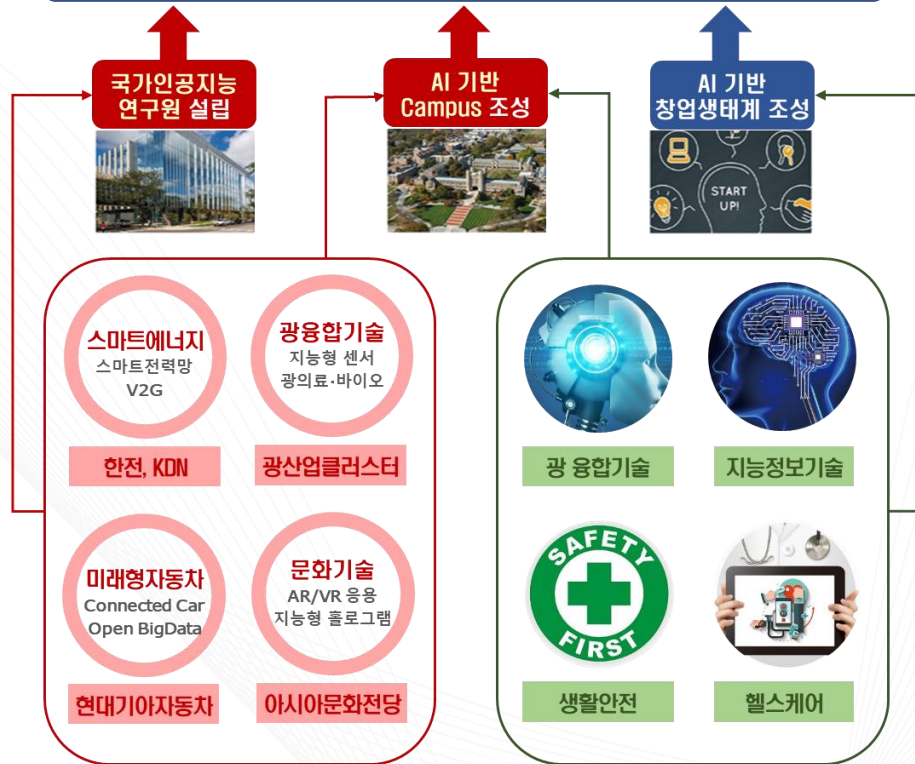 국가인공지능
연구원 설립
AI 기반
Campus 조성
AI 기반
창업생태계 조성
START
UP!
스마트에너지
스마트전력망
V2G
한전, KDN
광융합기술
지능형 센서
광의료·바이오
광산업클러스터
미래형자동차
Connected Car
Open BigData
현대기아자동차
문화기술
AR/VR 응용
지능형 홀로그램
아시아문화전당
광 융합기술
지능정보기술
SAFETY
FIRST
생활안전
헬스케어